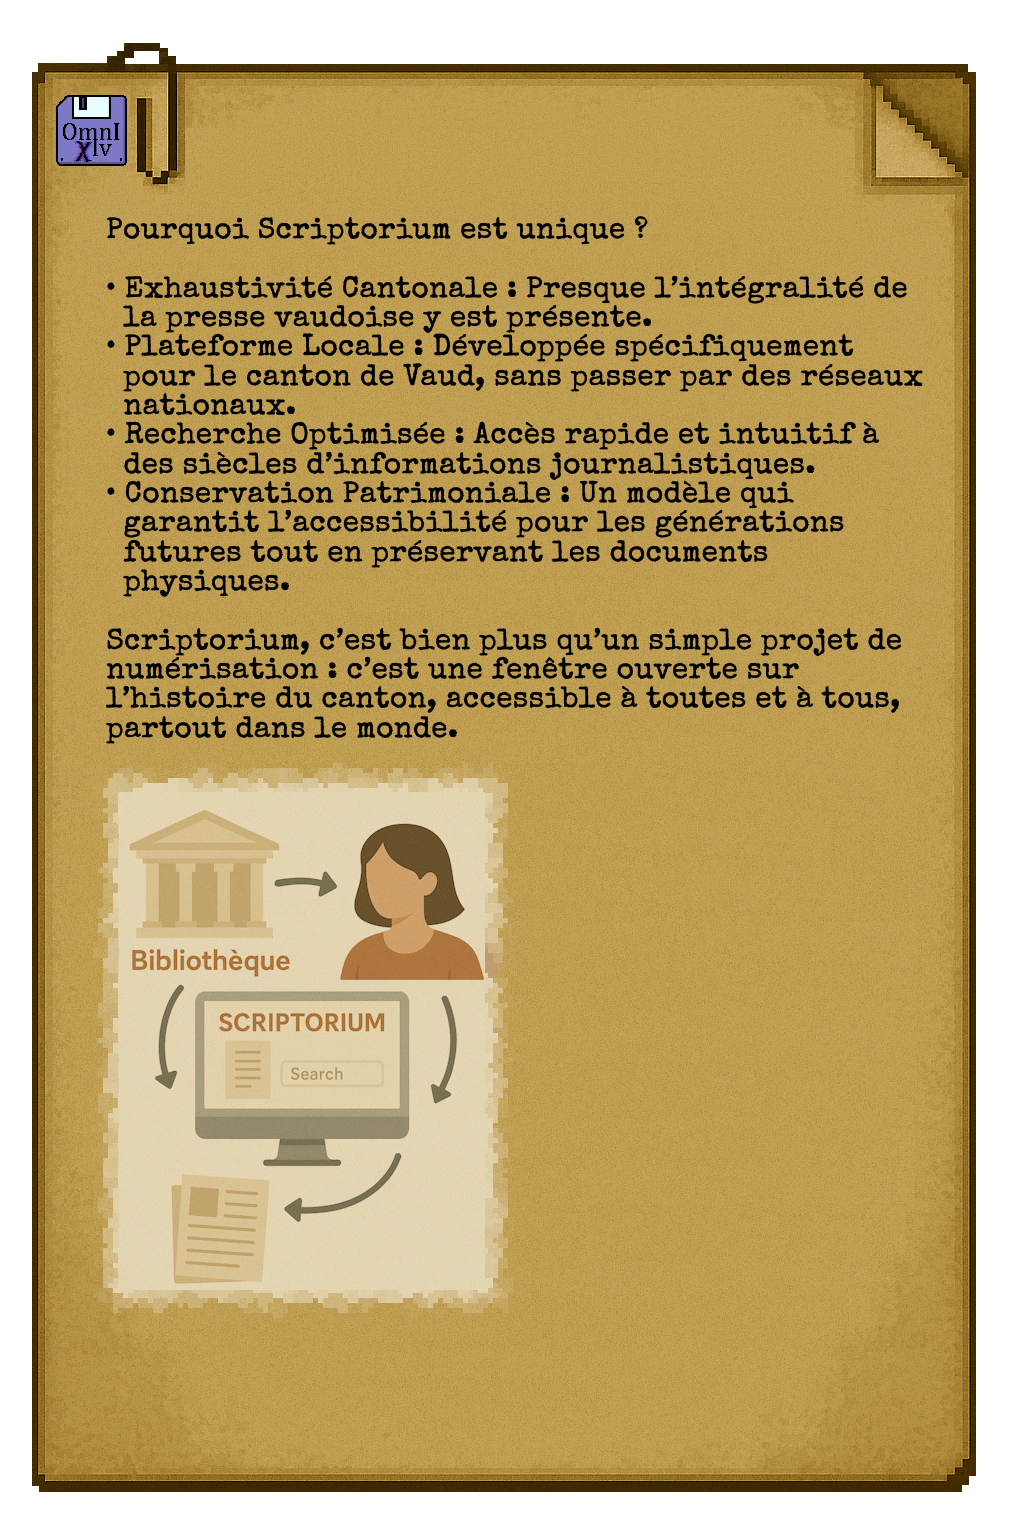 OmnI
χiv
Pourquoi Scriptorium est unique ?
• Exhaustivité Cantonale : Presque l’intégralité de
la presse vaudoise y est présente.
• Plateforme Locale : Développée spécifiquement
pour le canton de Vaud, sans passer par des réseaux
nationaux.
• Recherche Optimisée : Accès rapide et intuitif à
des siècles d’informations journalistiques.
• Conservation Patrimoniale : Un modèle qui
garantit l’accessibilité pour les générations
futures tout en préservant les documents
physiques.
Scriptorium, c’est bien plus qu’un simple projet de
numérisation : c’est une fenêtre ouverte sur
l’histoire du canton, accessible à toutes et à tous,
partout dans le monde.
Bibliothèque
SCRIPTORIUM
Search